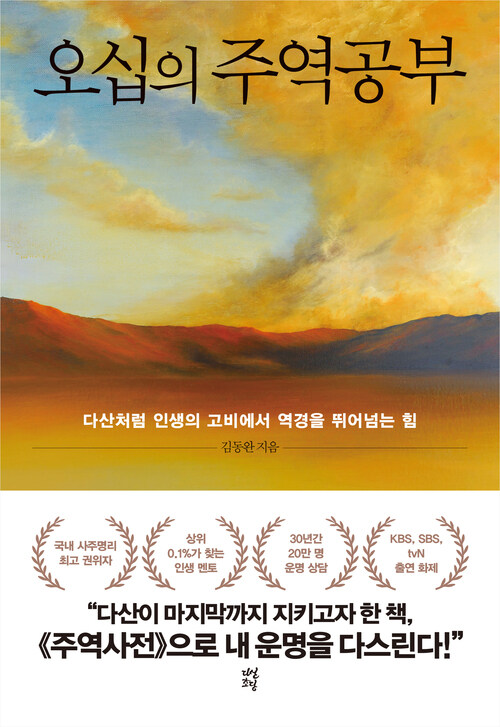 오십의 주역공부
다산처럼 인생의 고비에서 역경을 뛰어넘는 힘
김동완 지음
국내 사주명리
최고 권위자
상위
0.1%가 찾는
인생 멘토
30년간
20만 명
운명 상담
KBS, SBS,
tvN
출연 화제
“다산이 마지막까지 지키고자 한 책,
《주역사전》으로 내 운명을 다스린다!”
다산
초당